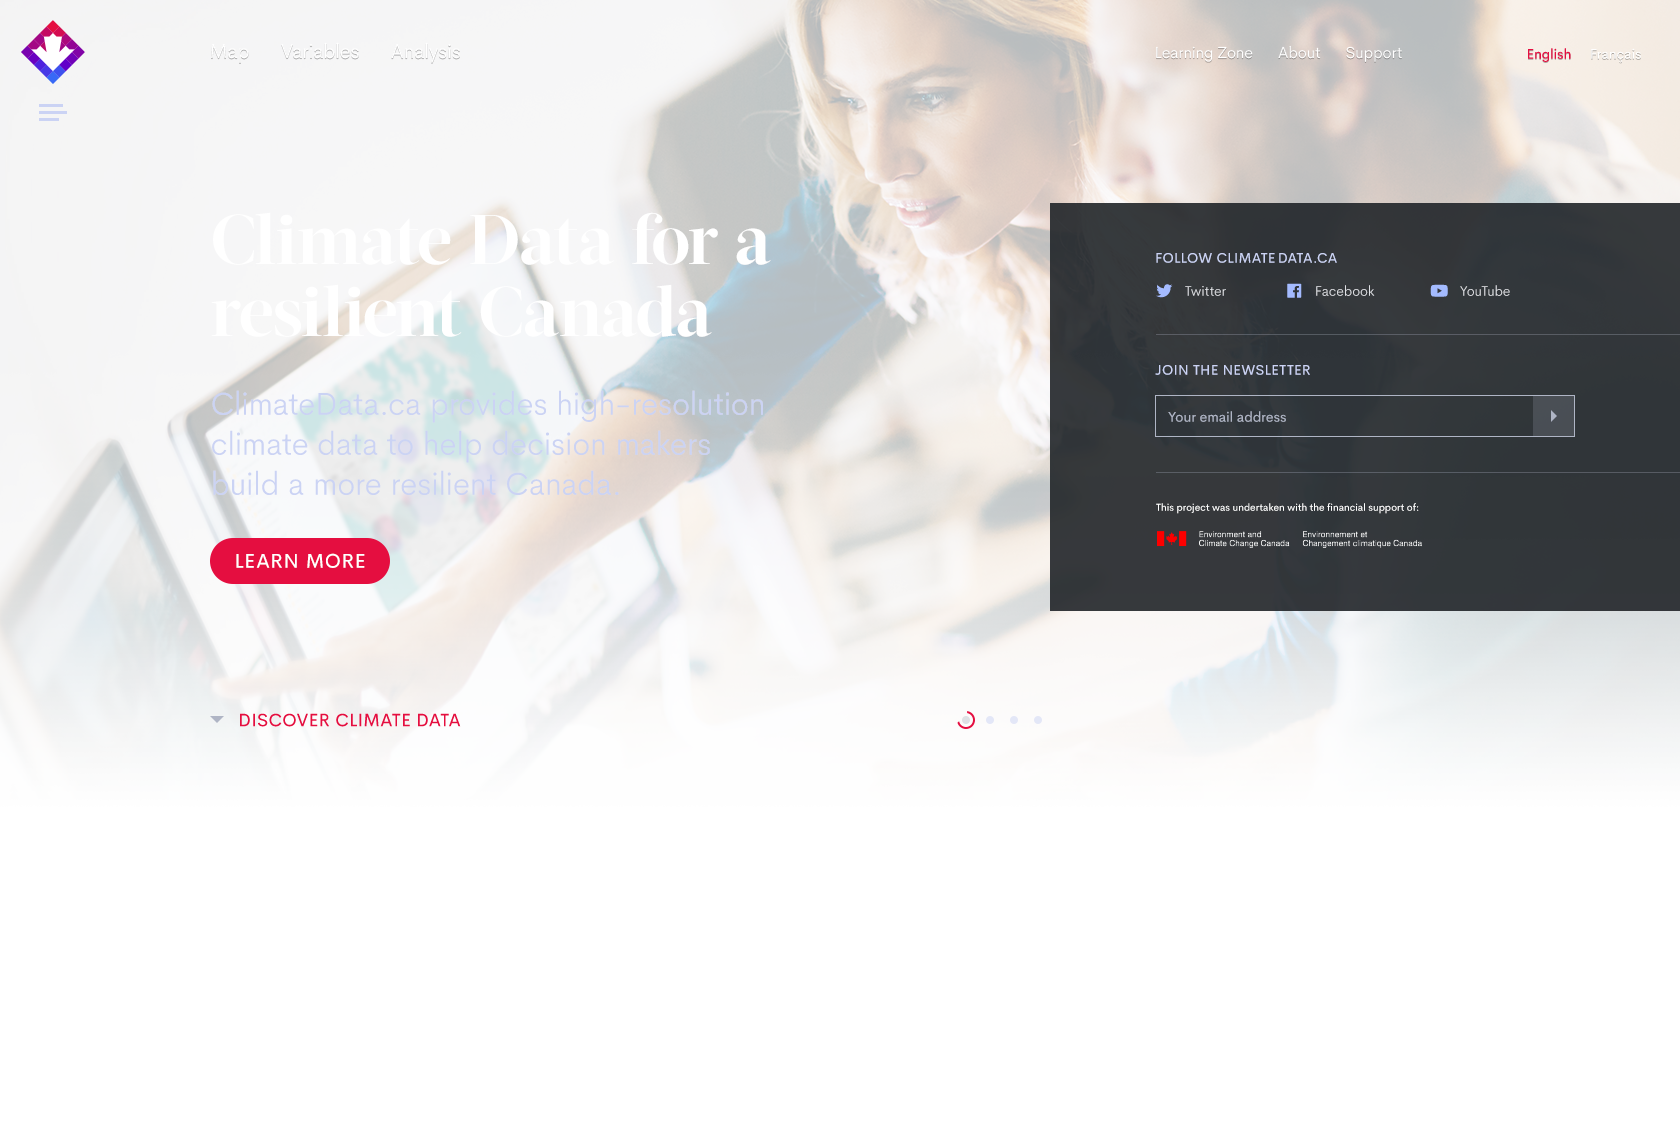 Map Variables Analysis
Learning Zone About Support
English Français
Climate Data for a
resilient Canada
ClimateData.ca provides high-resolution
climate data to help decision makers
build a more resilient Canada.
LEARN MORE
DISCOVER CLIMATE DATA
FOLLOW CLIMATEDATA.CA
Twitter Facebook YouTube
JOIN THE NEWSLETTER
Your email address
This project was undertaken with the financial support of:
Environment and
Climate Change Canada
Environnement et
Changement climatique Canada